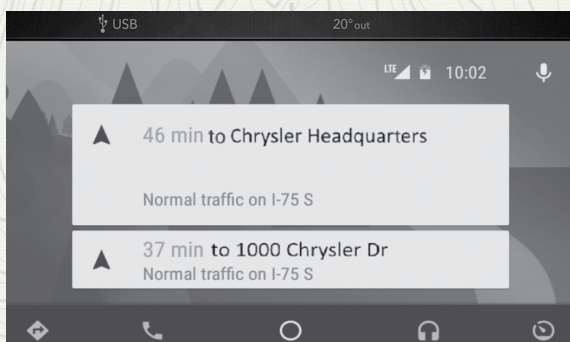 USB 20° out
LTE 10:02
46 min to Chrysler Headquarters
Normal traffic on I-75 S
37 min to 1000 Chrysler Dr
Normal traffic on I-75 S